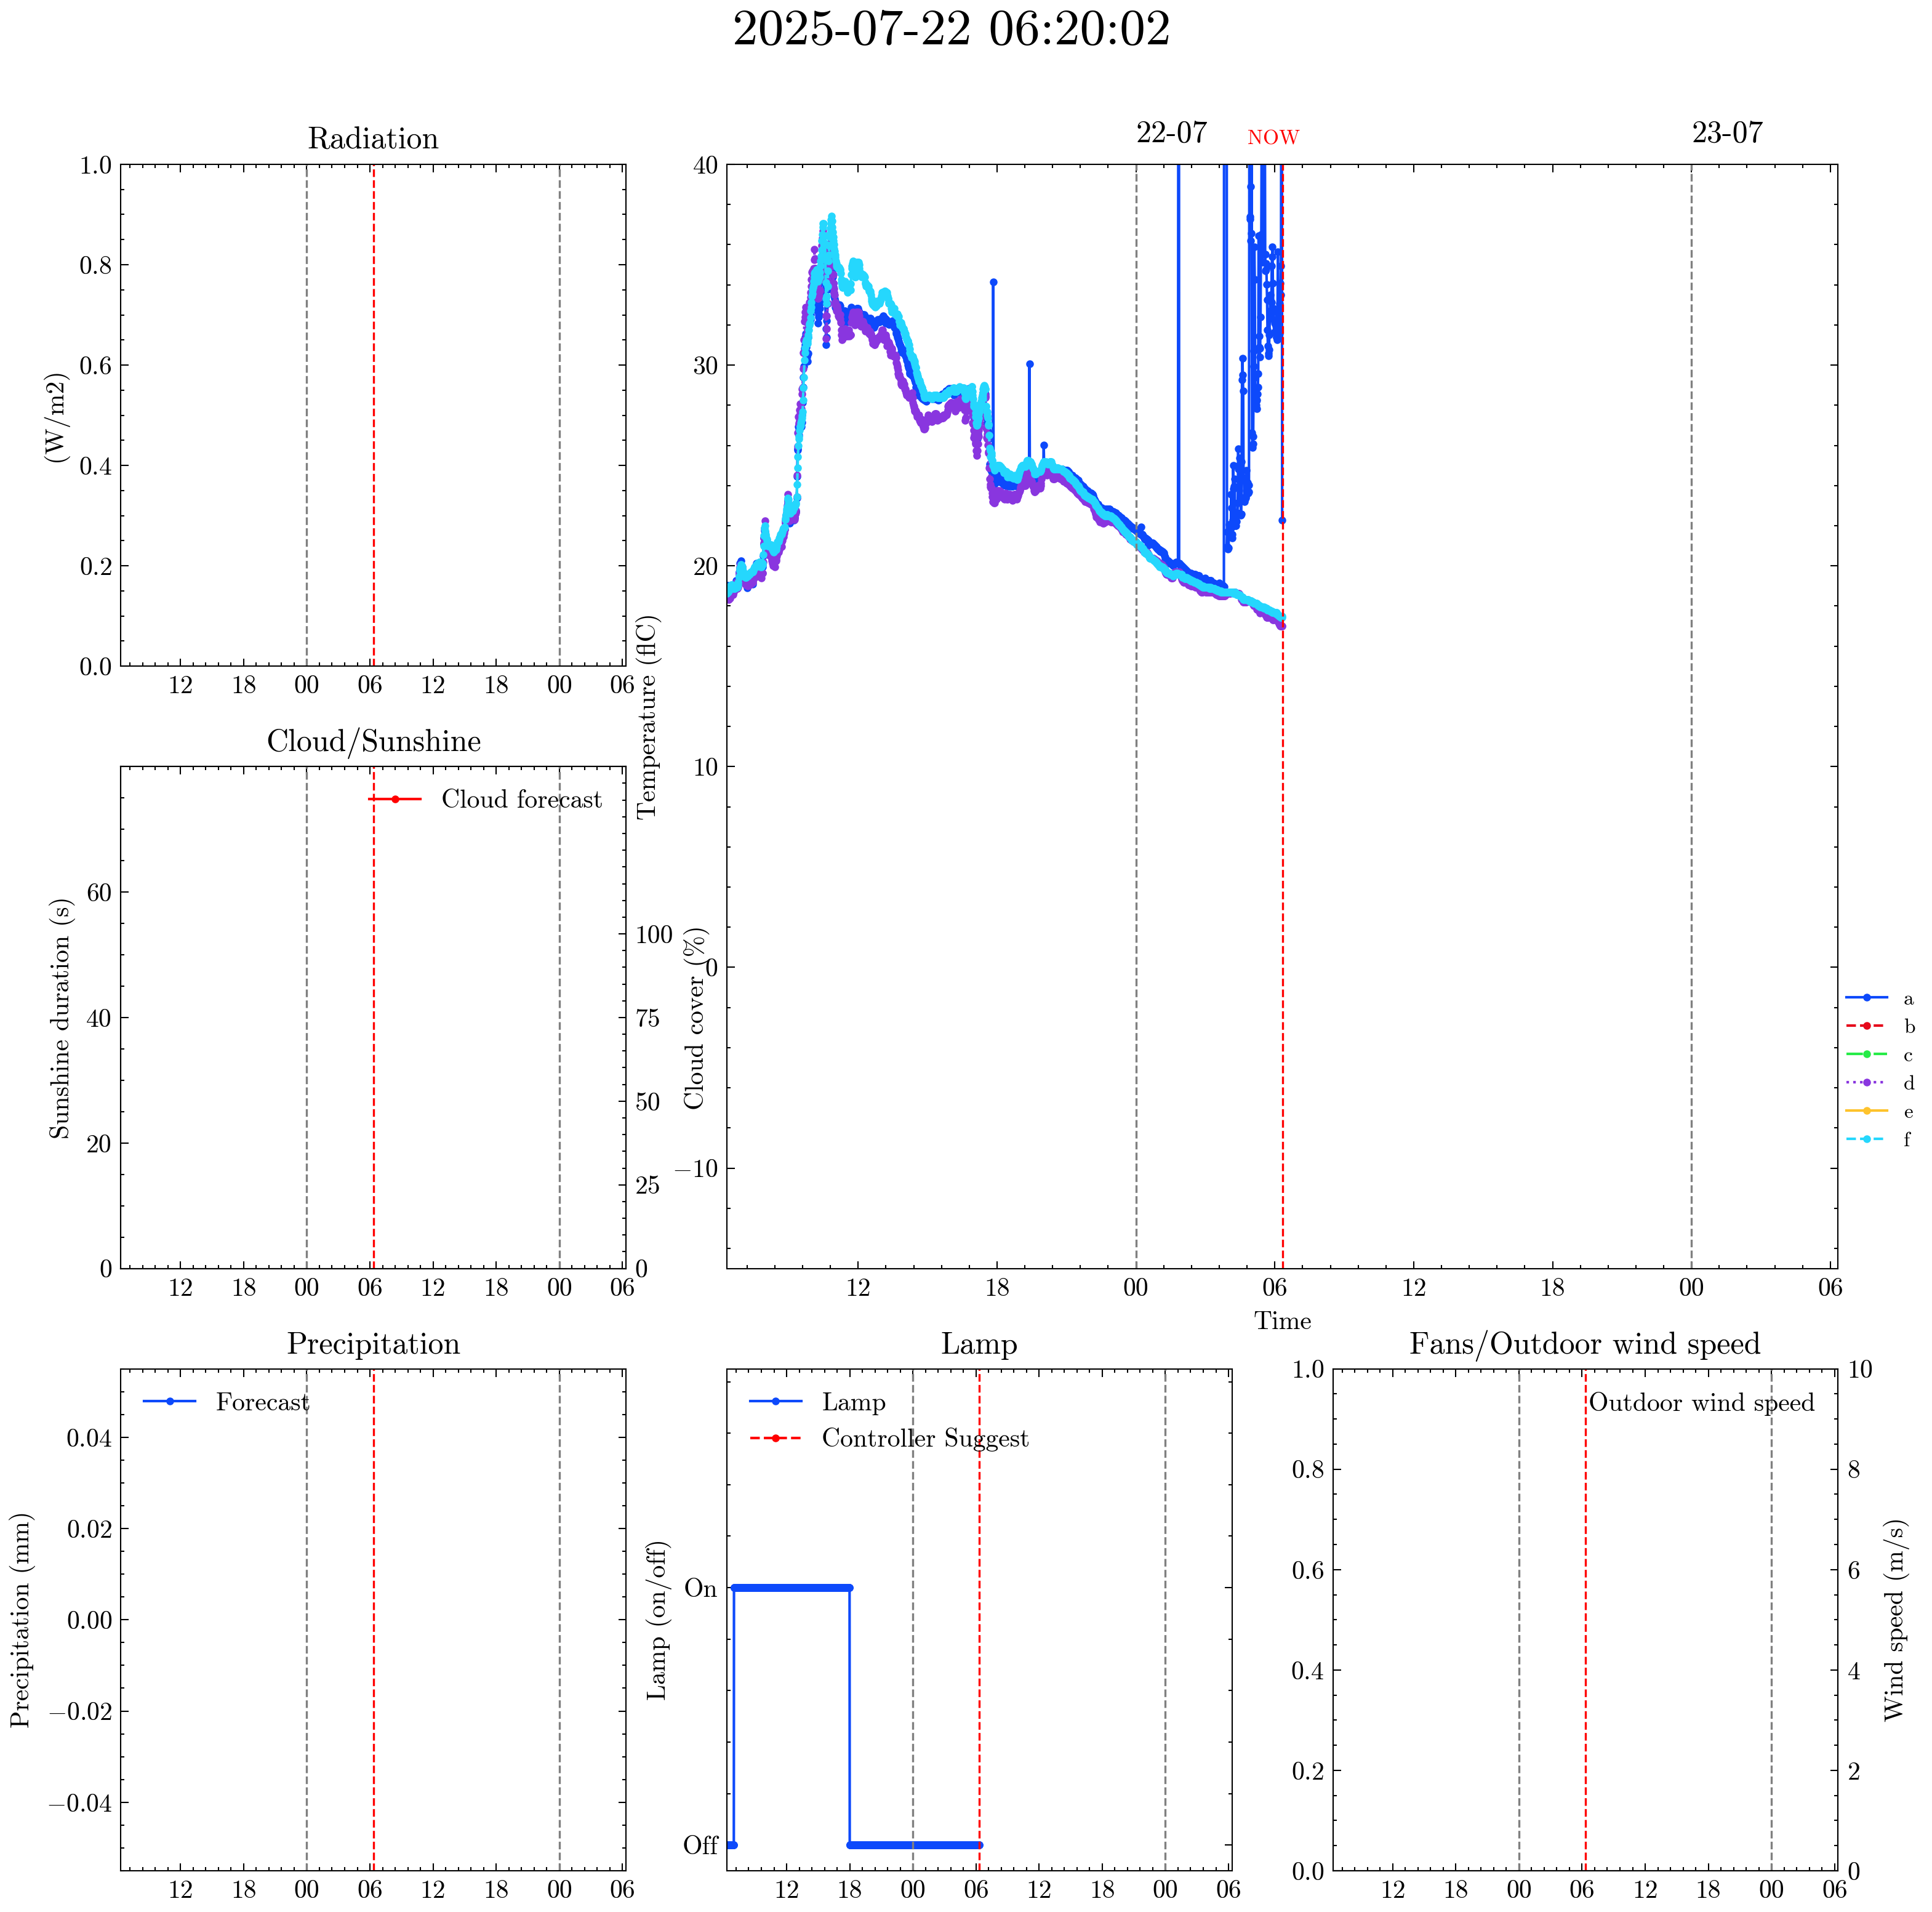 2025-07-22 06:20:02
Radiation
1.0
0.8
0.6
0.4
0.2
0.0
(W/m2)
12 18 00 06 12 18 00 06
22-07 NOW 23-07
40
30
20
10
0
−10
Temperature (flC)
12 18 00 06 12 18 00 06
Time
a
b
c
d
e
f
Cloud/Sunshine
Cloud forecast
60
40
20
0
Sunshine duration (s)
100
75
50
25
0
Cloud cover (%)
12 18 00 06 12 18 00 06
Precipitation
Forecast
0.04
0.02
0.00
−0.02
−0.04
Precipitation (mm)
12 18 00 06 12 18 00 06
Lamp
Lamp
Controller Suggest
On
Off
Lamp (on/off)
12 18 00 06 12 18 00 06
Fans/Outdoor wind speed
Outdoor wind speed
1.0
0.8
0.6
0.4
0.2
0.0
10
8
6
4
2
0
Wind speed (m/s)
12 18 00 06 12 18 00 06